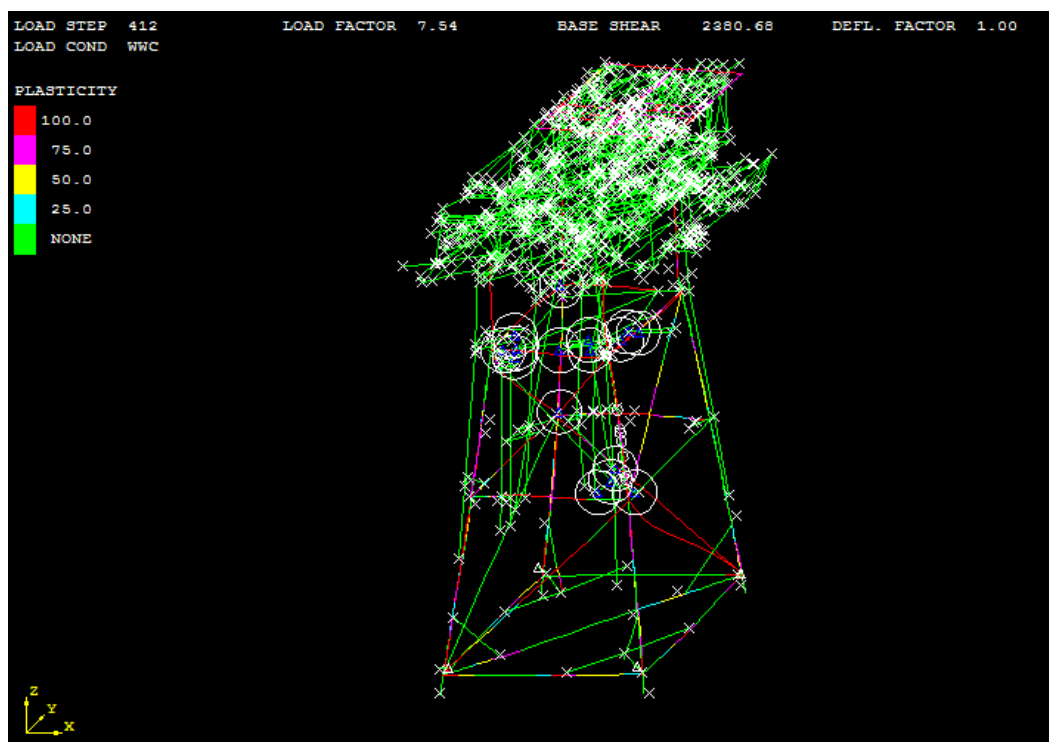 LOAD STEP 412 LOAD FACTOR 7.54 BASE SHEAR 2380.68 DEFL. FACTOR 1.00
LOAD COND WWC
PLASTICITY
100.0
75.0
50.0
25.0
NONE
Z
Y
X